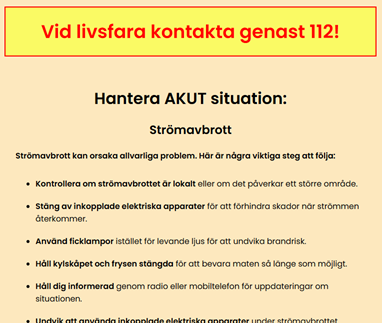 Vid livsfara kontakta genast 112!
Hantera AKUT situation:
Strömavbrott
Strömavbrott kan orsaka allvarliga problem. Här är några viktiga steg att följa:
• Kontrollera om strömavbrottet är lokalt eller om det påverkar ett större område.
• Stäng av inkopplade elektriska apparater för att förhindra skador när strömmen
återkommer.
• Använd ficklampor istället för levande ljus för att undvika brandrisk.
• Håll kylskåpet och frysen stängda för att bevara maten så länge som möjligt.
• Håll dig informerad genom radio eller mobiltelefon för uppdateringar om
situationen.
• Undvik att använda inkopplade elektriska apparater under strömavbrottet